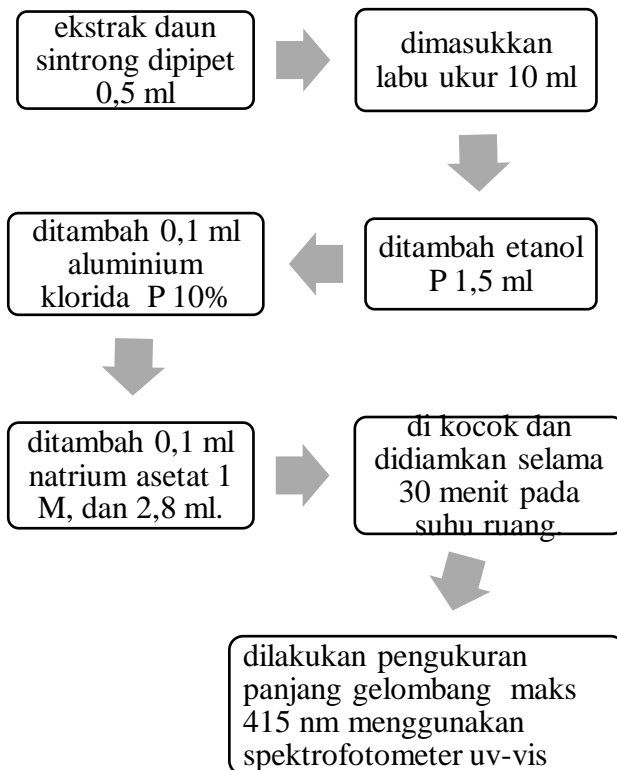 ekstrak daun
sintrong dipipet
0,5 ml
dimasukkan
labu ukur 10 ml
ditambah etanol
P 1,5 ml
ditambah 0,1 ml
aluminium
klorida P 10%
ditambah 0,1 ml
natrium asetat 1
M, dan 2,8 ml.
di kocok dan
didiamkan selama
30 menit pada
suhu ruang.
dilakukan pengukuran
panjang gelombang maks
415 nm menggunakan
spektrofotometer uv-vis